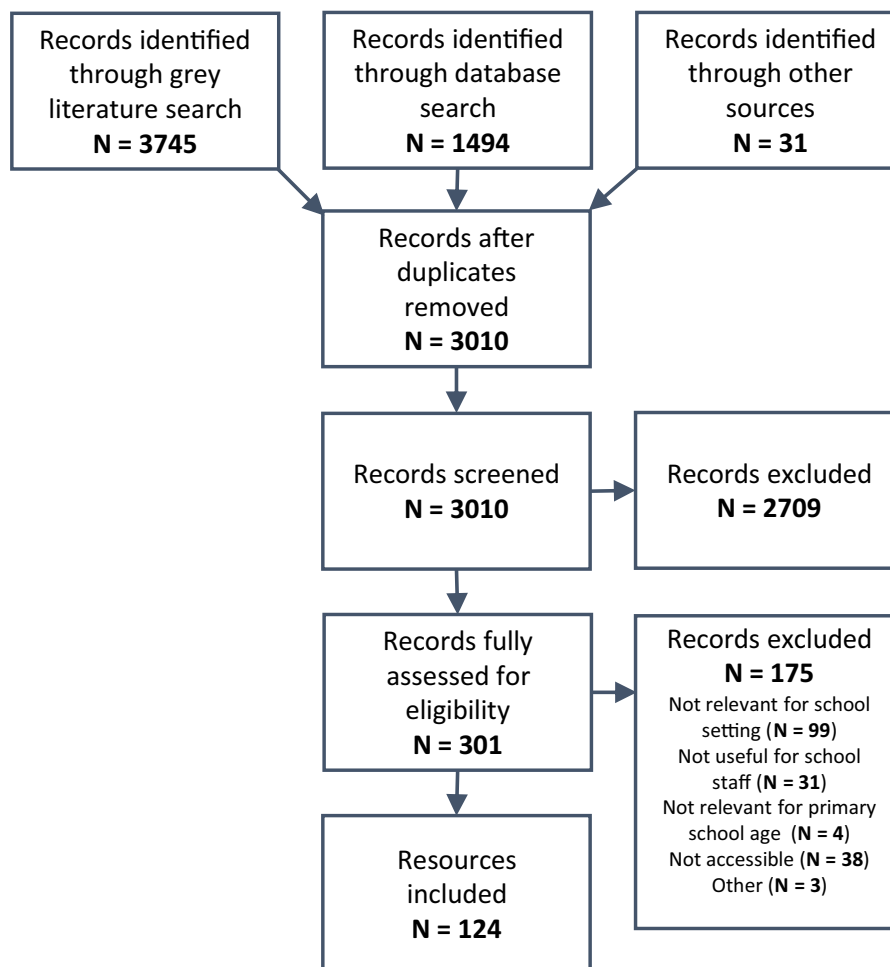 Records identified
through grey
literature search
N = 3745
Records identified
through database
search
N = 1494
Records identified
through other
sources
N = 31
Records after
duplicates
removed
N = 3010
Records screened
N = 3010
Records excluded
N = 2709
Records fully
assessed for
eligibility
N = 301
Records excluded
N = 175
Not relevant for school
setting (N = 99)
Not useful for school
staff (N = 31)
Not relevant for primary
school age (N = 4)
Not accessible (N = 38)
Other (N = 3)
Resources
included
N = 124